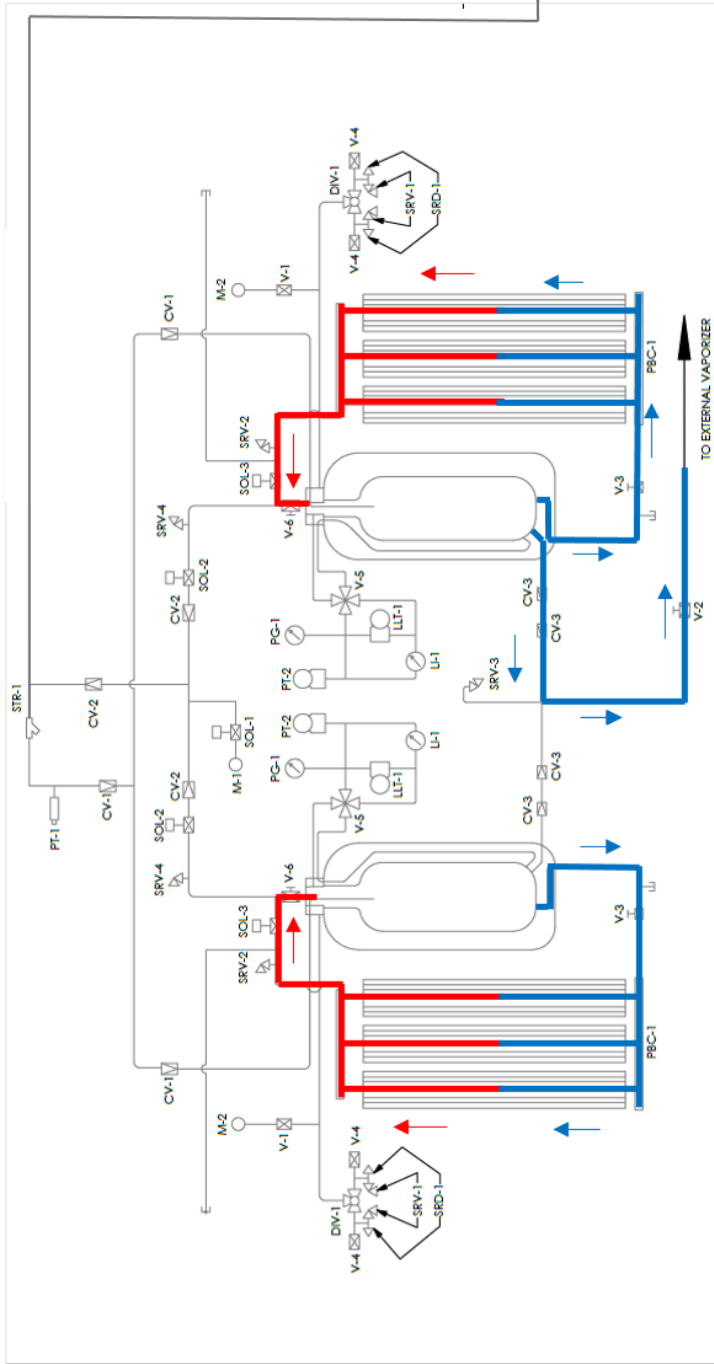 STR-1
PT-1
CV-1
CV-2
CV-1
SRV-4
SOL-2
CV-2
CV-2
SOL-2
SRV-4
CV-1
M-2
SRV-2
SOL-3
M-1
SOL-1
SOL-3
SRV-2
M-2
V-1
V-6
V-6
V-1
V-4
DIV-1
V-4
SRV-1
SRD-1
PG-1
PT-2
PT-2
PG-1
V-4
DIV-1
V-4
SRV-1
SRD-1
V-5
LLT-1
LI-1
LI-1
LLT-1
V-5
SRV-3
CV-3
CV-3
CV-3
CV-3
PBC-1
V-3
V-3
PBC-1
V-2
TO EXTERNAL VAPORIZER